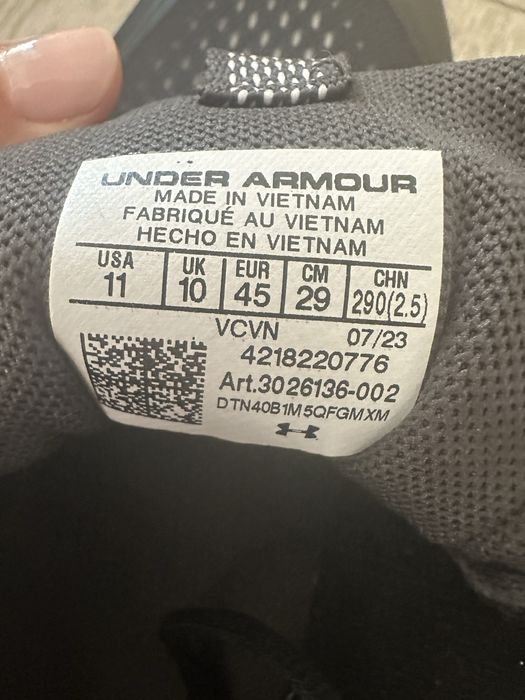 UNDER ARMOUR
MADE IN VIETNAM
FABRIQUÉ AU VIETNAM
HECHO EN VIETNAM
USA UK EUR CM CHN
11 10 45 29 290(2.5)
VCVN 07/23
4218220776
Art.3026136-002
DTN40B1M5QFGMXM